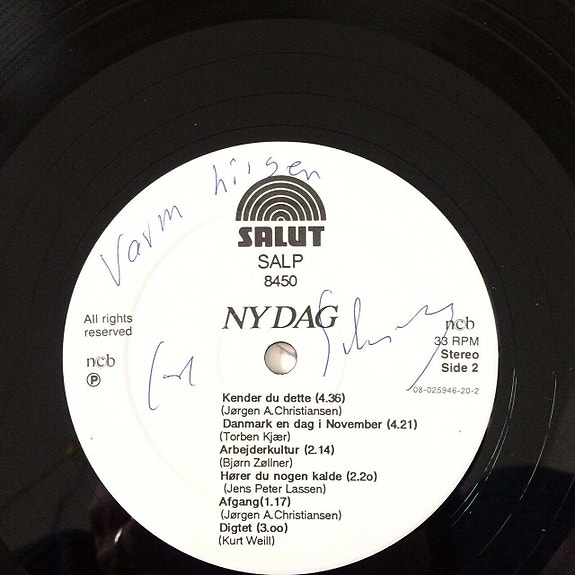 Varm hilsen
SALUT
SALP
8450
NY DAG
All rights
reserved
ncb
33 RPM
Stereo
Side 2
ncb
P
08-025946-20-2
Kender du dette (4.36)
(Jørgen A.Christiansen)
Danmark en dag i November (4.21)
(Torben Kjær)
Arbejderkultur (2.14)
(Bjørn Zøllner)
Hører du nogen kalde (2.2o)
(Jens Peter Lassen)
Afgang(1.17)
(Jørgen A.Christiansen)
Digtet (3.oo)
(Kurt Weill)